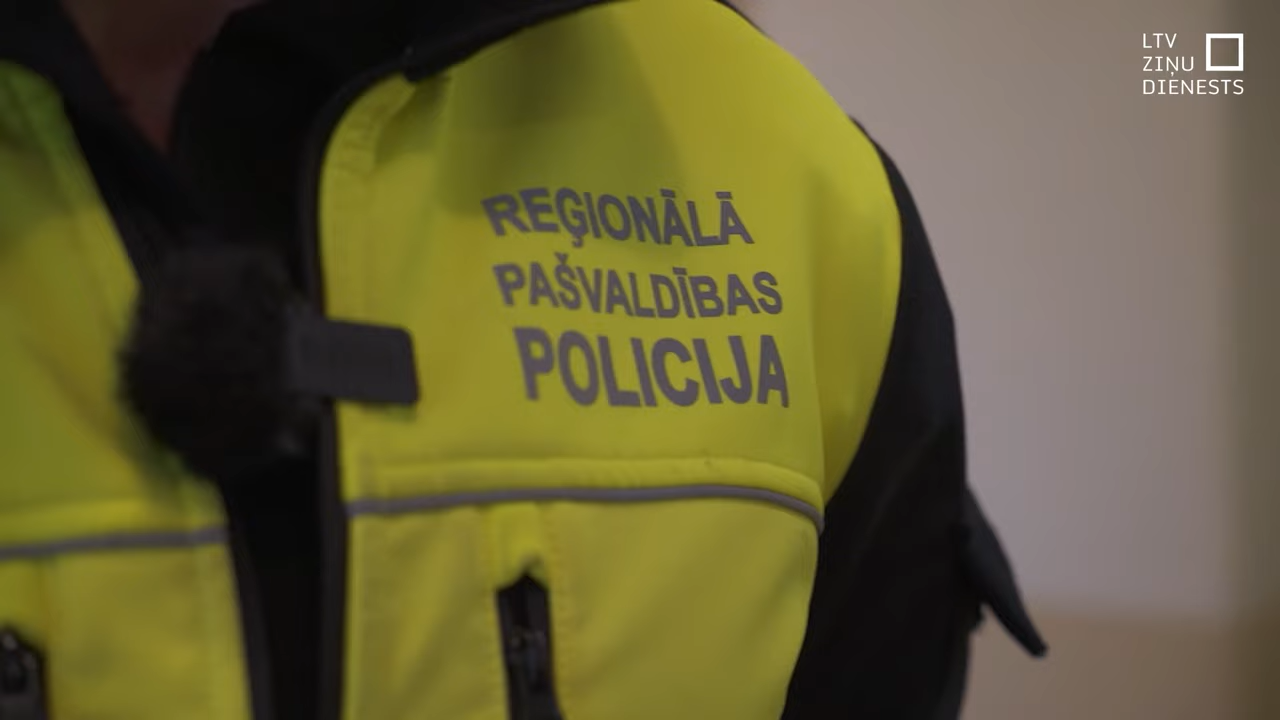 LTV
ZIŅU
DIENESTS
REĢIONĀLĀ
PAŠVALDĪBAS
POLICIJA